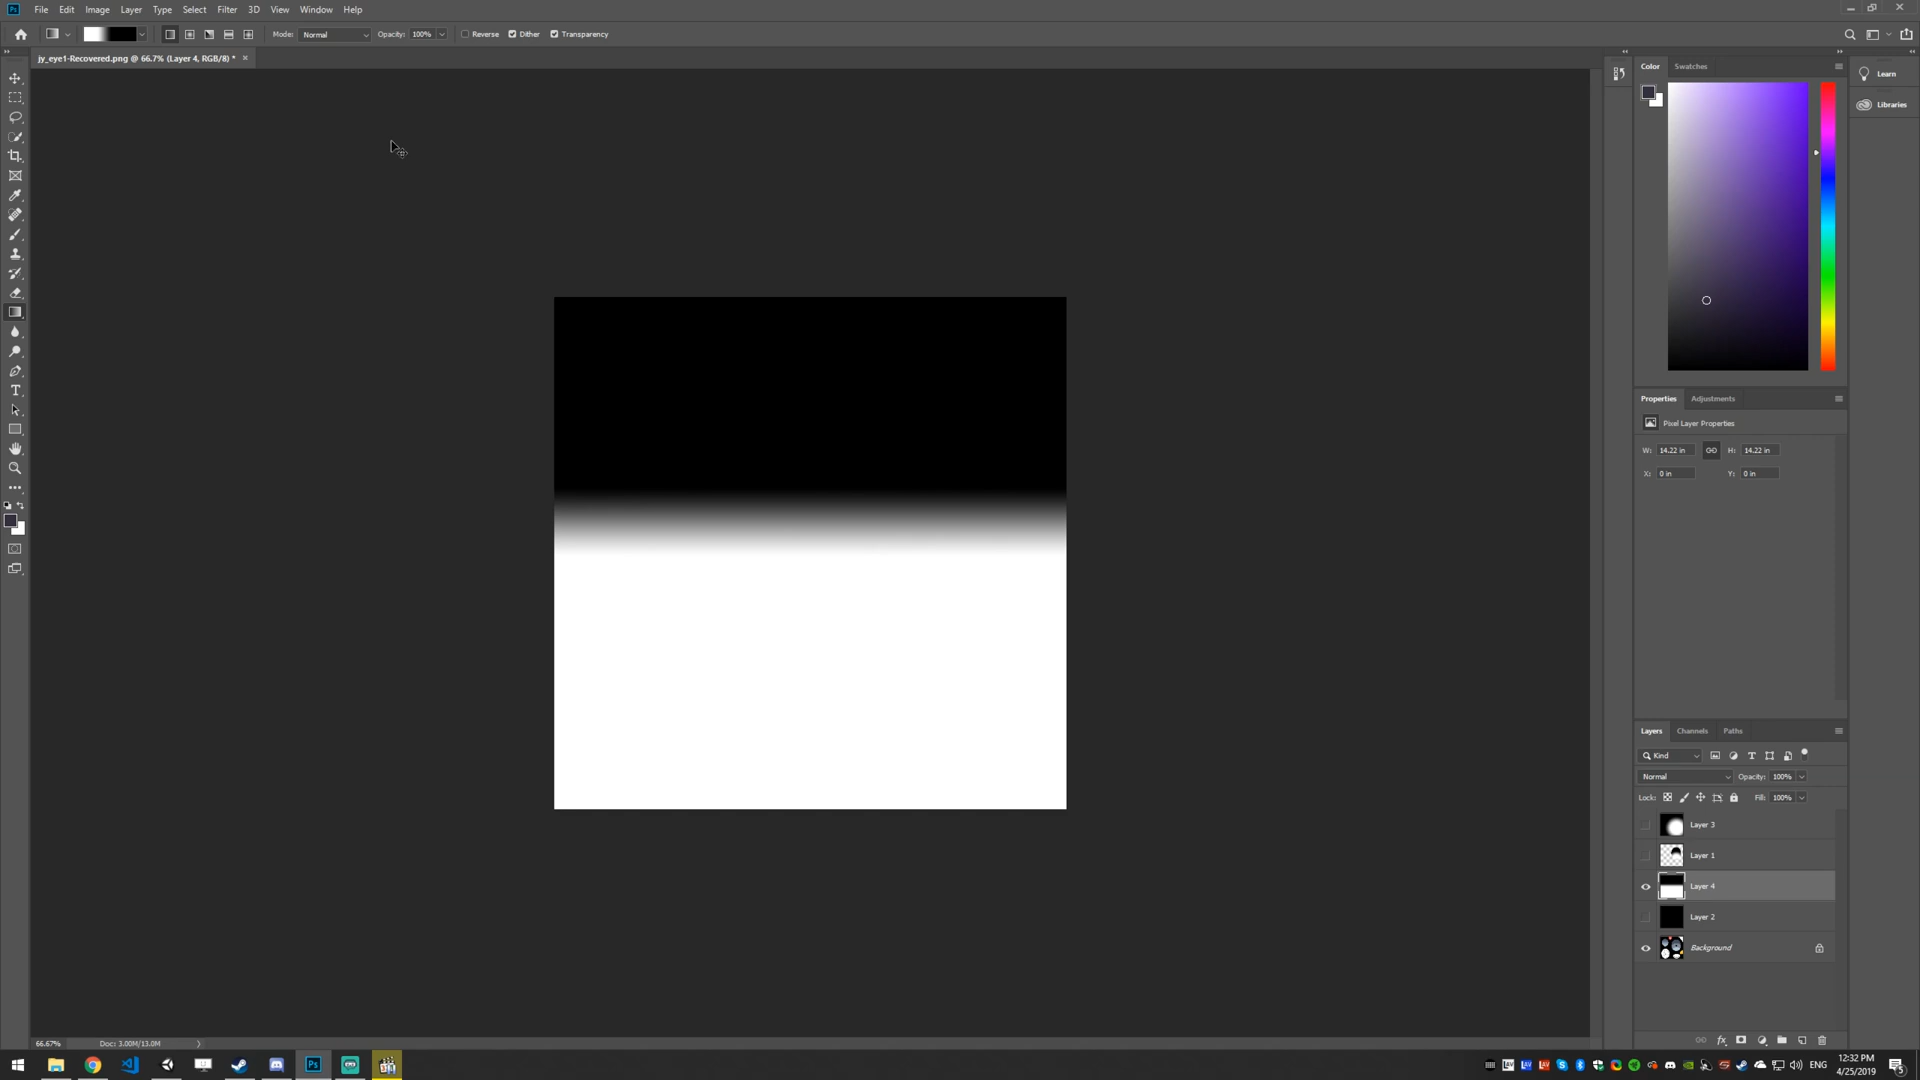 Ps File Edit Image Layer Type Select Filter 3D View Window Help
Mode: Normal Opacity: 100% Reverse Dither Transparency
jy_eye1-Recovered.png @ 66.7% (Layer 4, RGB/8) * ×
Color Swatches
Learn
Libraries
Properties Adjustments
Pixel Layer Properties
W: 14.22 in H: 14.22 in
X: 0 in Y: 0 in
Layers Channels Paths
Kind
Normal Opacity: 100%
Lock: Fill: 100%
Layer 3
Layer 1
Layer 4
Layer 2
Background
66.67% Doc: 3.00M/13.0M
Ps
ENG
12:32 PM
4/25/2019